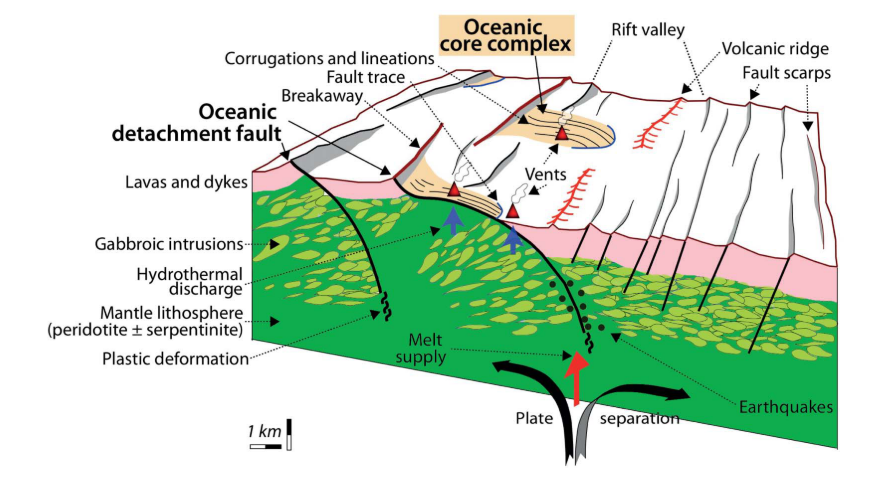 Oceanic
core complex
Rift valley
Volcanic ridge
Corrugations and lineations
Fault trace
Fault scarps
Breakaway
Oceanic
detachment fault
Vents
Lavas and dykes
Gabbroic intrusions
Hydrothermal
discharge
Mantle lithosphere
(peridotite ± serpentinite)
Plastic deformation
Melt
supply
Earthquakes
Plate
separation
1 km